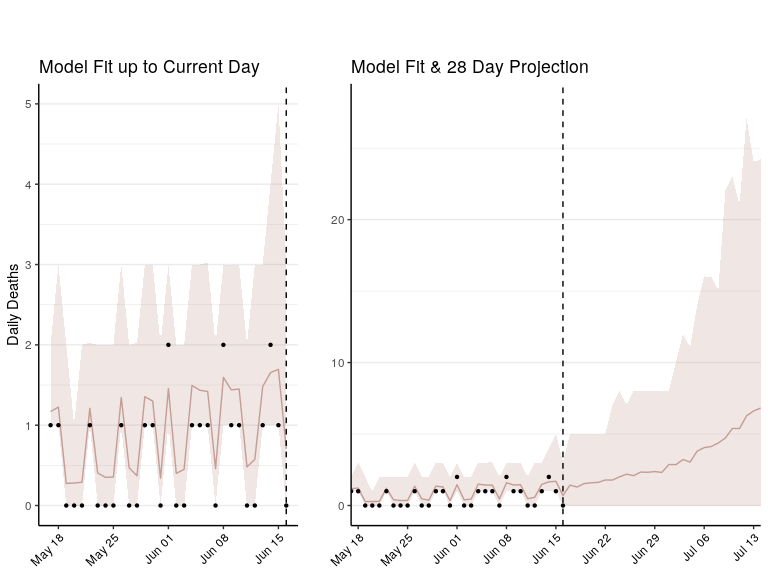 Model Fit up to Current Day
Daily Deaths
5
4
3
2
1
0
May 18
May 25
Jun 01
Jun 08
Jun 15
Model Fit & 28 Day Projection
20
10
0
May 18
May 25
Jun 01
Jun 08
Jun 15
Jun 22
Jun 29
Jul 06
Jul 13